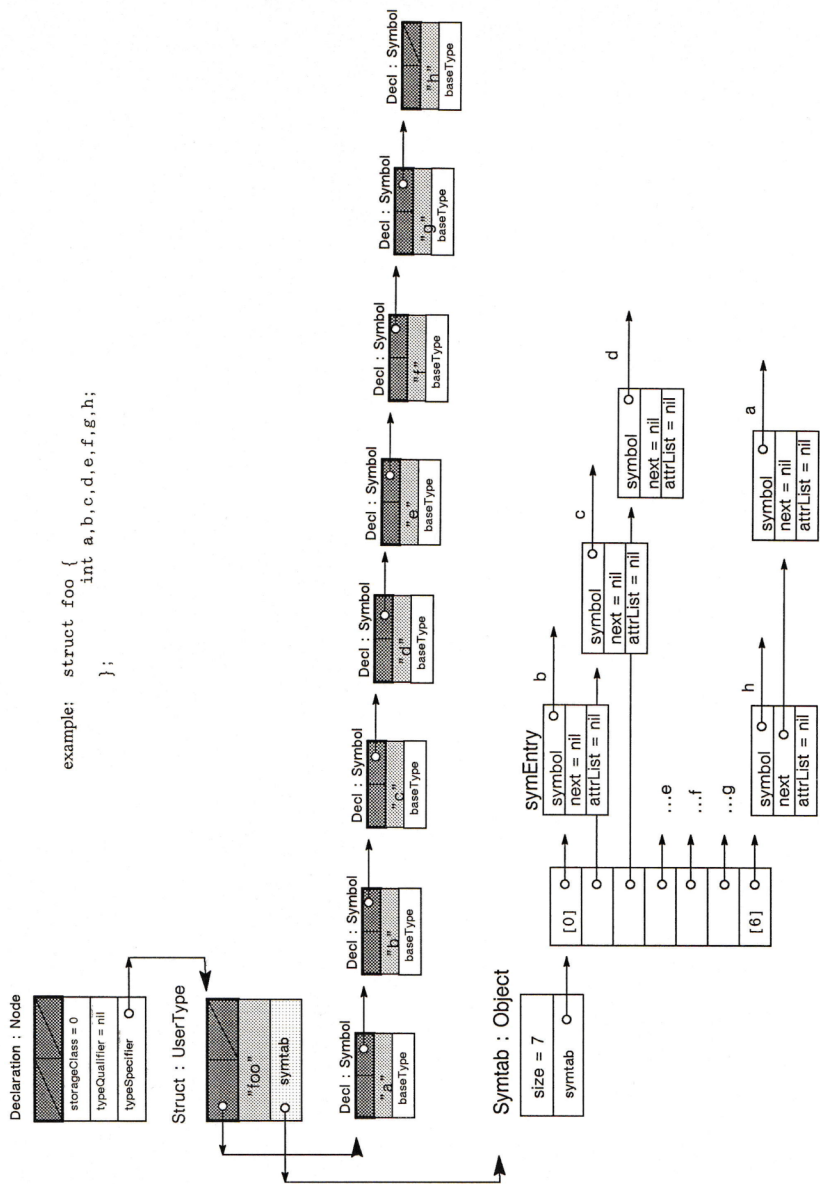 example: struct foo {
int a,b,c,d,e,f,g,h;
};
Declaration : Node
storageClass = 0
typeQualifier = nil
typeSpecifier
Struct : UserType
"foo"
symtab
Decl : Symbol
"a"
baseType
Decl : Symbol
"b"
baseType
Decl : Symbol
"c"
baseType
Decl : Symbol
"d"
baseType
Decl : Symbol
"e"
baseType
Decl : Symbol
"f"
baseType
Decl : Symbol
"g"
baseType
Decl : Symbol
"h"
baseType
Symtab : Object
size = 7
symtab
[0]
[6]
symEntry
symbol
next = nil
attrList = nil
b
symbol
next = nil
attrList = nil
c
symbol
next = nil
attrList = nil
d
...e
...f
...g
symbol
next
attrList = nil
h
symbol
next = nil
attrList = nil
a